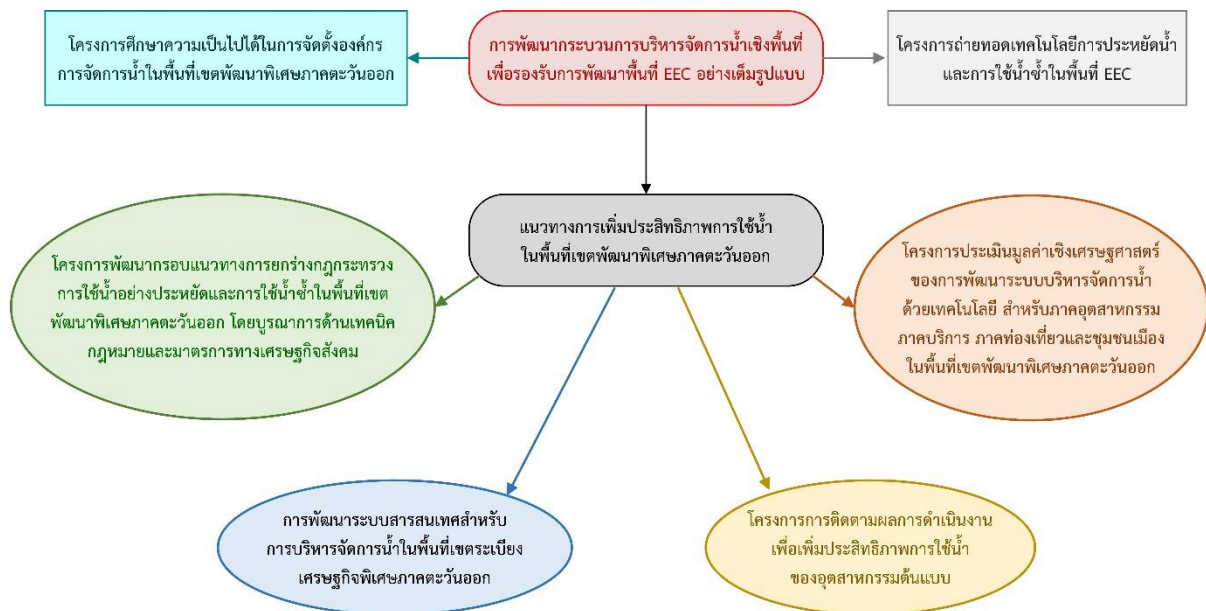 โครงการศึกษาความเป็นไปได้ในการจัดตั้งองค์กร
การจัดการน้ำในพื้นที่เขตพัฒนาพิเศษภาคตะวันออก
การพัฒนากระบวนการบริหารจัดการน้ำเชิงพื้นที่
เพื่อรองรับการพัฒนาพื้นที่ EEC อย่างเต็มรูปแบบ
โครงการถ่ายทอดเทคโนโลยีการประหยัดน้ำ
และการใช้น้ำซ้ำในพื้นที่ EEC
แนวทางการเพิ่มประสิทธิภาพการใช้น้ำ
ในพื้นที่เขตพัฒนาพิเศษภาคตะวันออก
โครงการพัฒนากรอบแนวทางการยกร่างกฎกระทรวง
การใช้น้ำอย่างประหยัดและการใช้น้ำซ้ำในพื้นที่เขต
พัฒนาพิเศษภาคตะวันออก โดยบูรณาการด้านเทคนิค
กฎหมายและมาตรการทางเศรษฐกิจสังคม
โครงการประเมินมูลค่าเชิงเศรษฐศาสตร์
ของการพัฒนาระบบบริหารจัดการน้ำ
ด้วยเทคโนโลยี สำหรับภาคอุตสาหกรรม
ภาคบริการ ภาคท่องเที่ยวและชุมชนเมือง
ในพื้นที่เขตพัฒนาพิเศษภาคตะวันออก
การพัฒนาระบบสารสนเทศสำหรับ
การบริหารจัดการน้ำในพื้นที่เขตระเบียง
เศรษฐกิจพิเศษภาคตะวันออก
โครงการการติดตามผลการดำเนินงาน
เพื่อเพิ่มประสิทธิภาพการใช้น้ำ
ของอุตสาหกรรมต้นแบบ